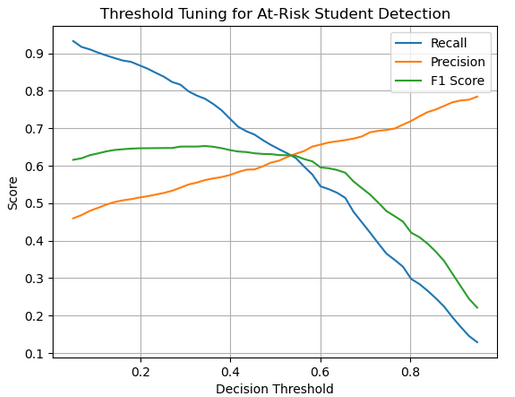 Threshold Tuning for At-Risk Student Detection
Recall
Precision
F1 Score
0.9
0.8
0.7
0.6
0.5
0.4
0.3
0.2
0.1
Score
0.2 0.4 0.6 0.8
Decision Threshold